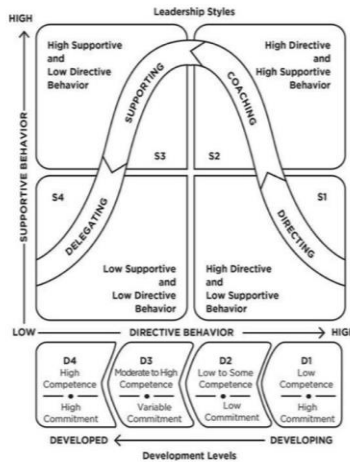 Leadership Styles
HIGH
SUPPORTIVE BEHAVIOR
High Supportive
and
Low Directive
Behavior
High Directive
and
High Supportive
Behavior
SUPPORTING
COACHING
S3
S2
S4
S1
DELEGATING
DIRECTING
Low Supportive
and
Low Directive
Behavior
High Directive
and
Low Supportive
Behavior
LOW
DIRECTIVE BEHAVIOR
HIGH
D4
High
Competence
High
Commitment
D3
Moderate to High
Competence
Variable
Commitment
D2
Low to Some
Competence
Low
Commitment
D1
Low
Competence
High
Commitment
DEVELOPED
DEVELOPING
Development Levels